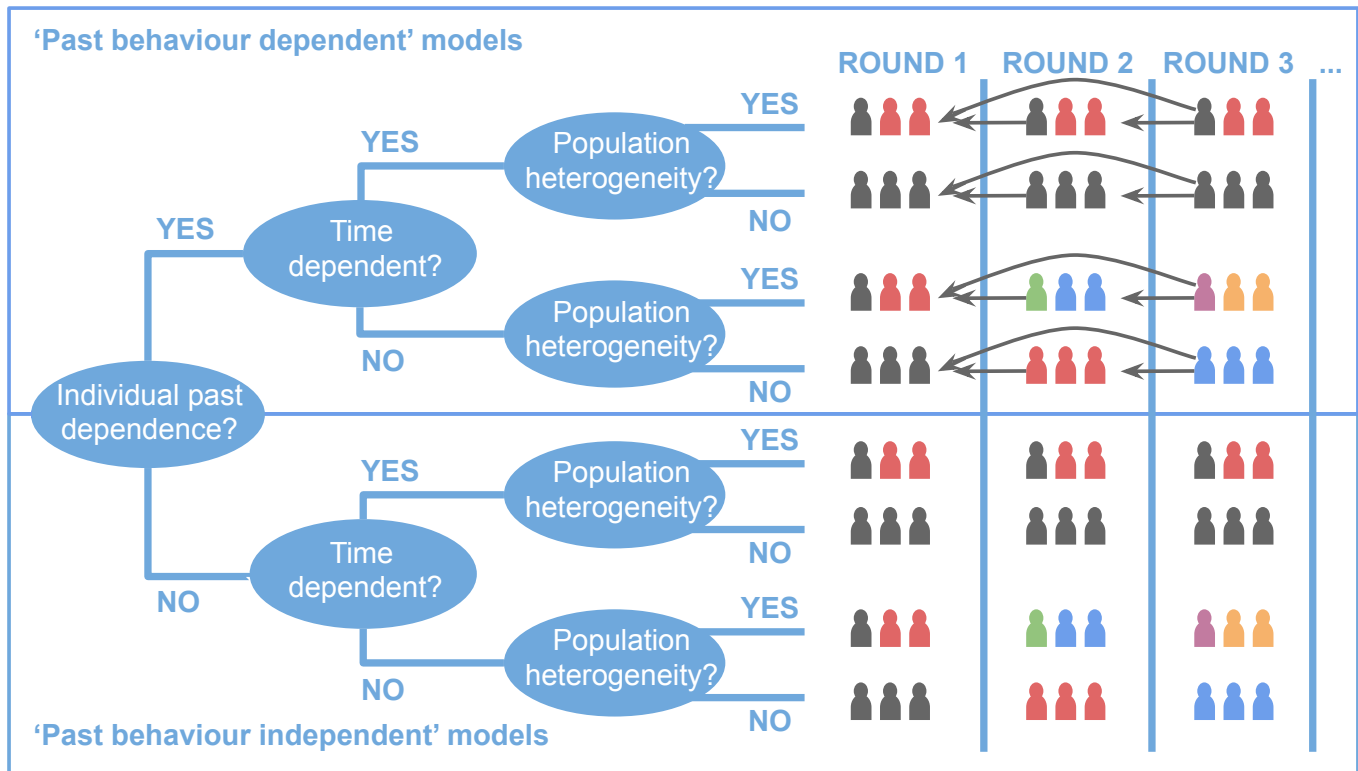 ‘Past behaviour dependent’ models
ROUND 1
ROUND 2
ROUND 3
...
YES
Population
heterogeneity?
YES
NO
Time
dependent?
YES
YES
Population
heterogeneity?
NO
NO
Individual past
dependence?
YES
Population
heterogeneity?
YES
NO
Time
dependent?
NO
YES
Population
heterogeneity?
NO
NO
‘Past behaviour independent’ models